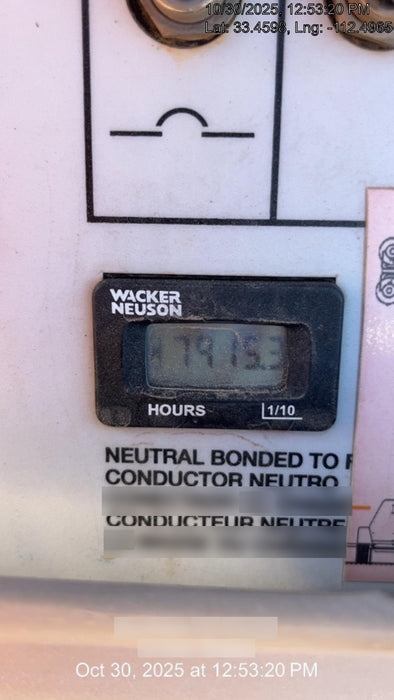 10/30/2025, 12:53:20 PM
Lat: 33.4598, Lng: -112.4965
WACKER
NEUSON
HOURS 1/10
NEUTRAL BONDED TO
CONDUCTOR NEUTRO
CONDUCTEUR NEUTRE
Oct 30, 2025 at 12:53:20 PM